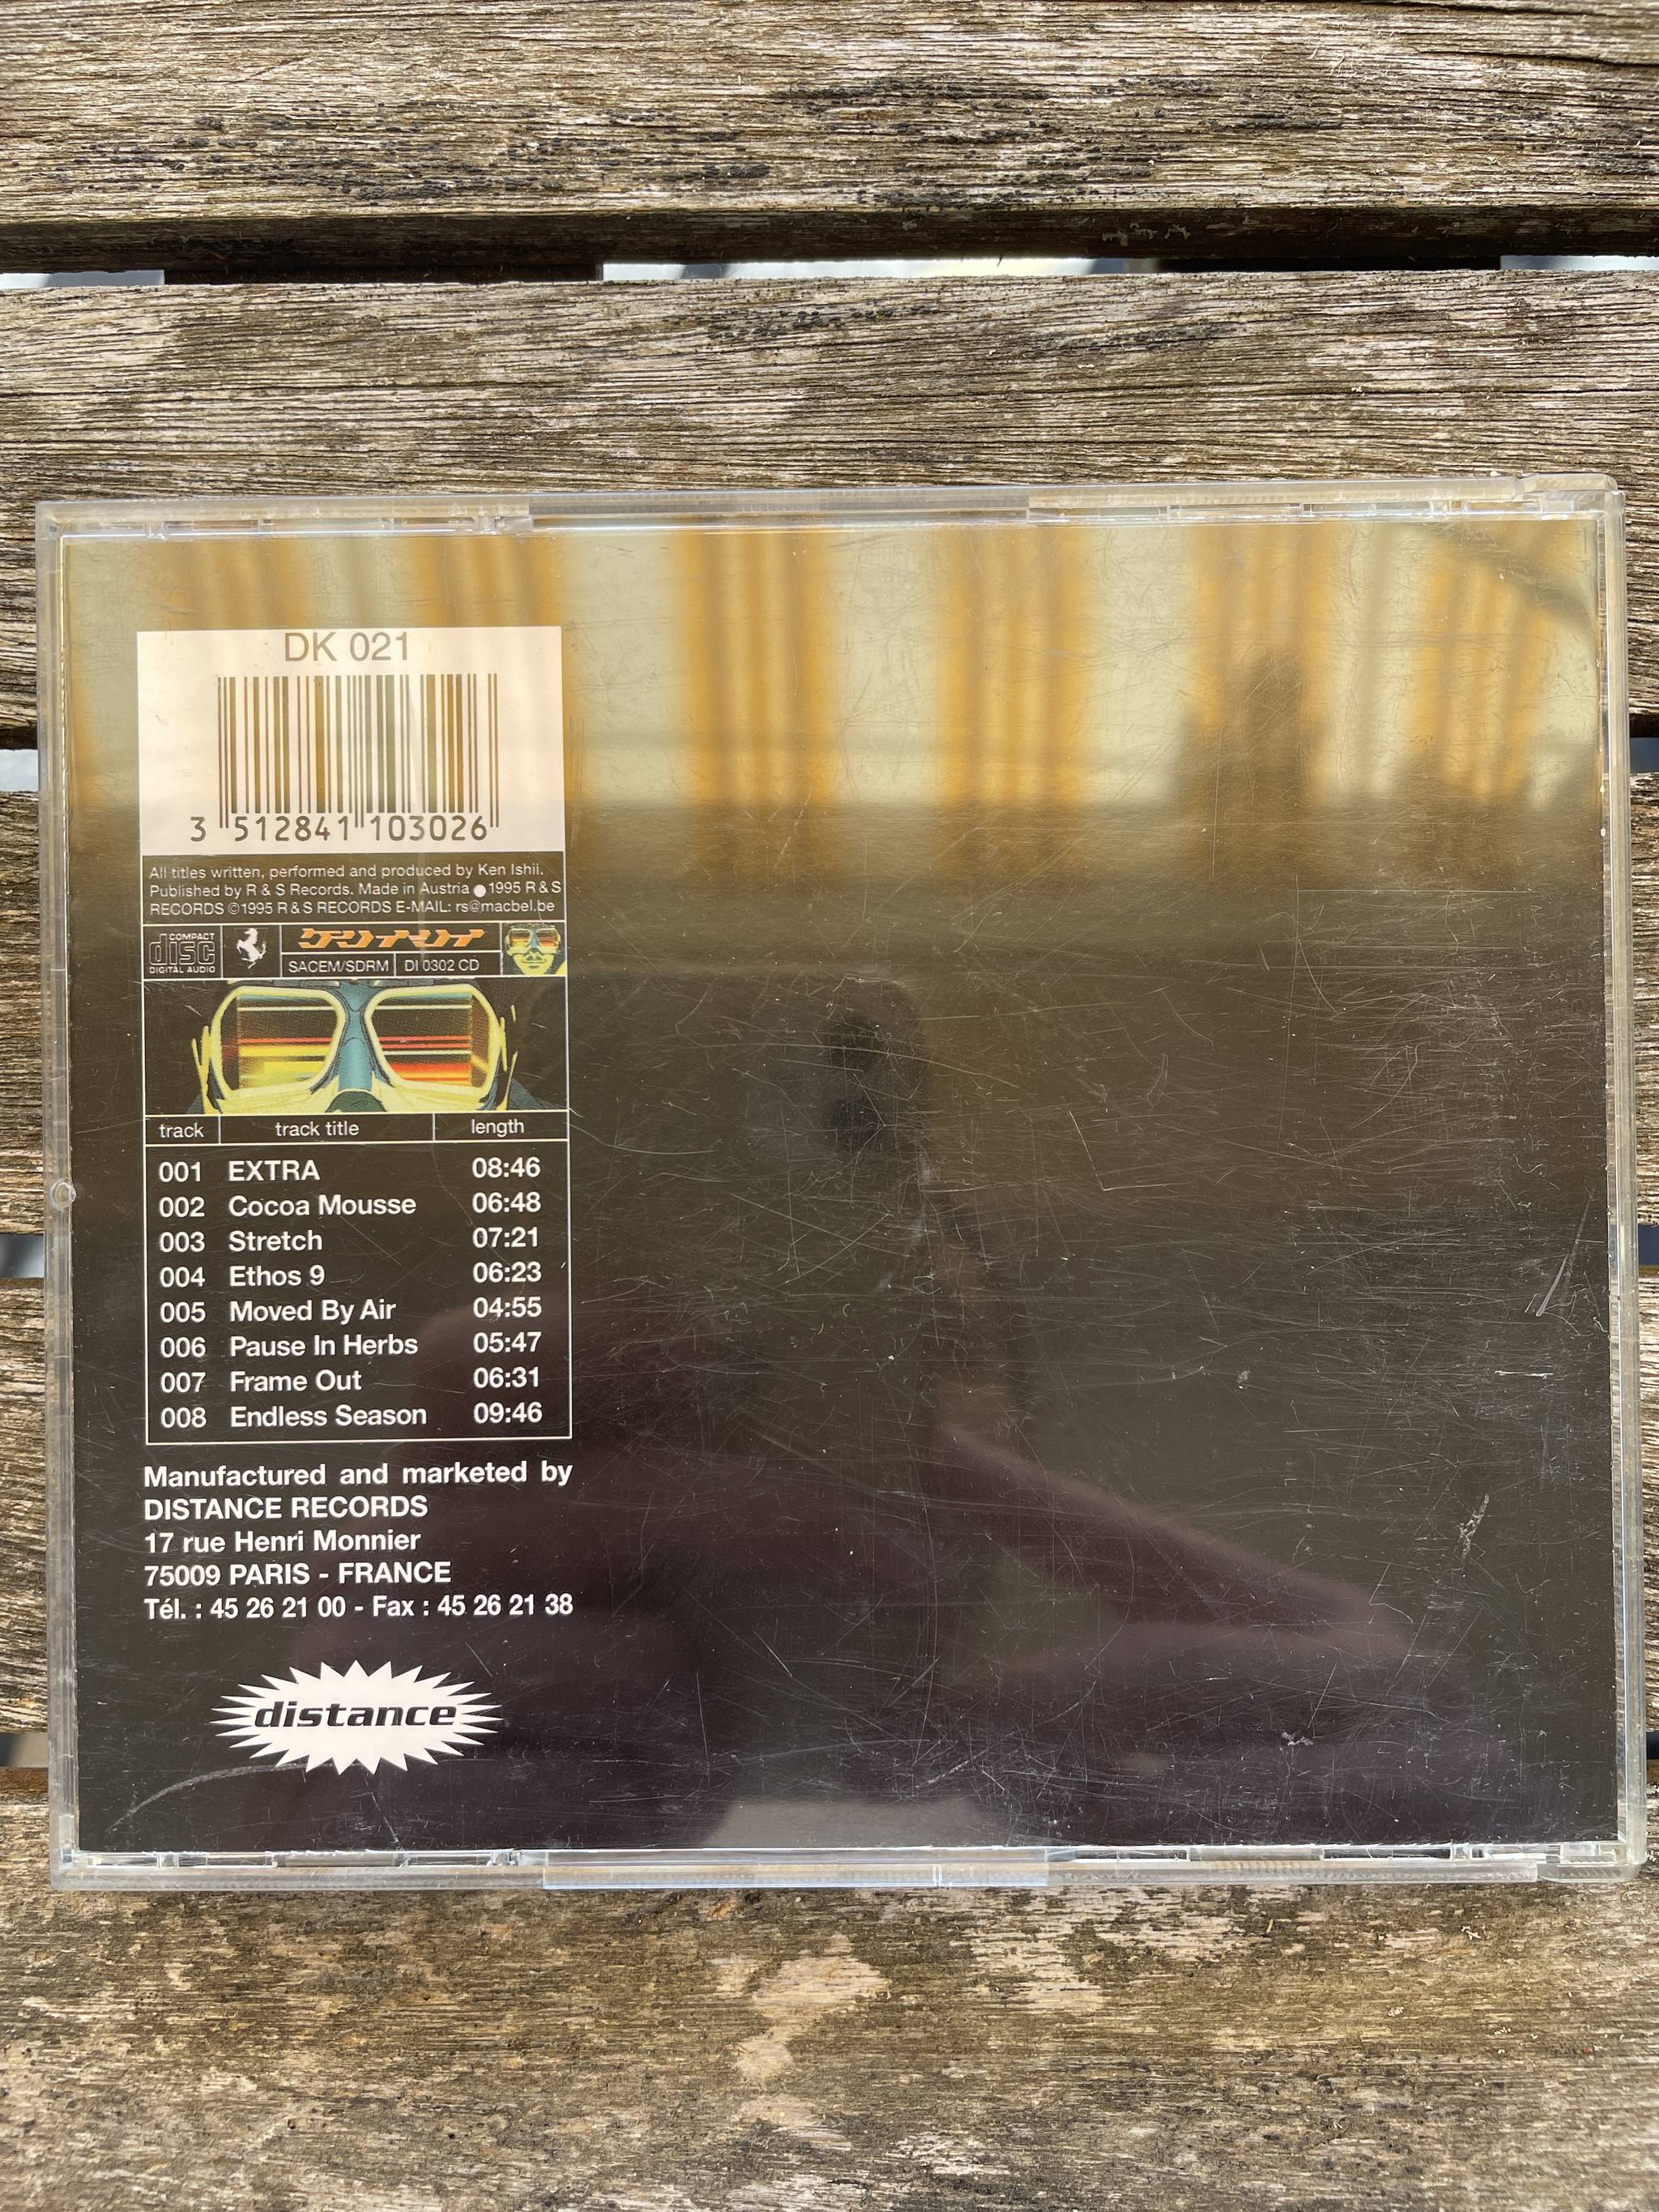 DK 021
3 512841 103026
All titles written, performed and produced by Ken Ishii.
Published by R & S Records. Made in Austria ●1995 R & S
RECORDS ©1995 R & S RECORDS E-MAIL: rs@macbel.be
COMPACT
disc
DIGITAL AUDIO
SACEM/SDRM DI 0302 CD
track track title length
001 EXTRA 08:46
002 Cocoa Mousse 06:48
003 Stretch 07:21
004 Ethos 9 06:23
005 Moved By Air 04:55
006 Pause In Herbs 05:47
007 Frame Out 06:31
008 Endless Season 09:46
Manufactured and marketed by
DISTANCE RECORDS
17 rue Henri Monnier
75009 PARIS - FRANCE
Tél. : 45 26 21 00 - Fax : 45 26 21 38
distance